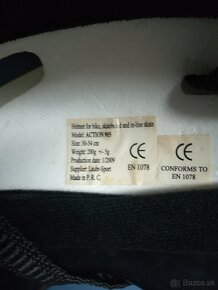 Helmet for bike, skateboard and in-line skate
Model: ACTION 905
Size: 50-54 cm
Weight: 200g +/- 5g
Production date: 1/2009
Supplier: Laube-Sport
Made in P. R. C.
CE
EN 1078
CE
CONFORMS TO
EN 1078
Bazos.sk